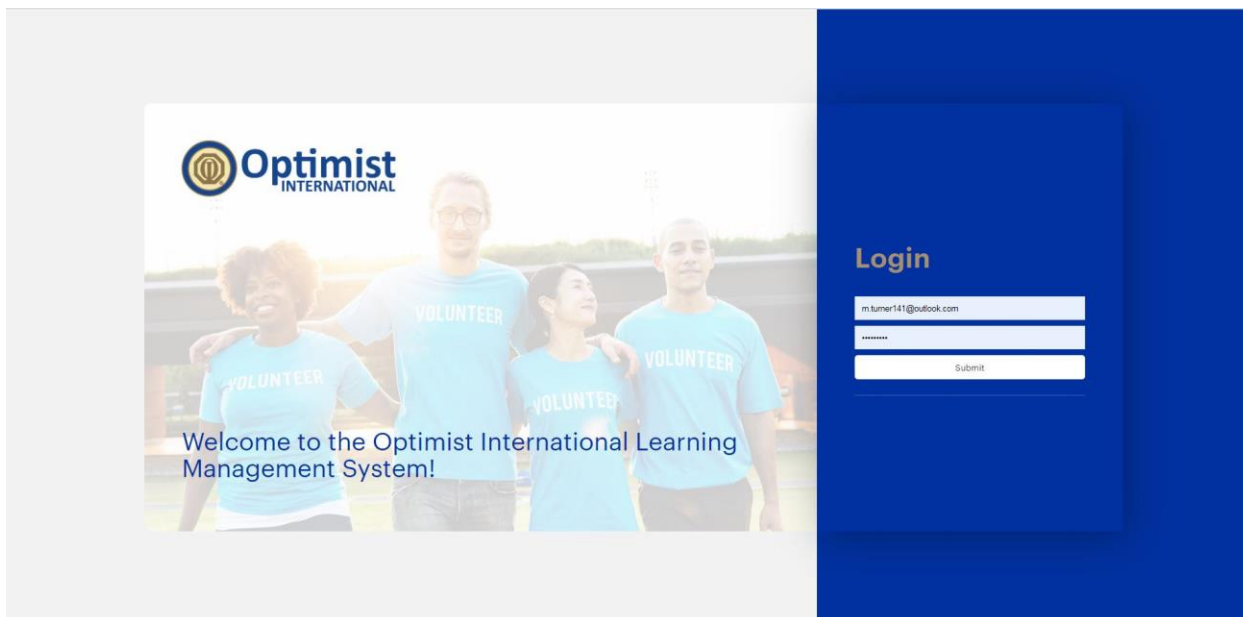 Optimist
INTERNATIONAL
VOLUNTEER
VOLUNTEER
VOLUNTEER
VOLUNTEER
Welcome to the Optimist International Learning
Management System!
Login
m.turner141@outlook.com
•••••••••
Submit